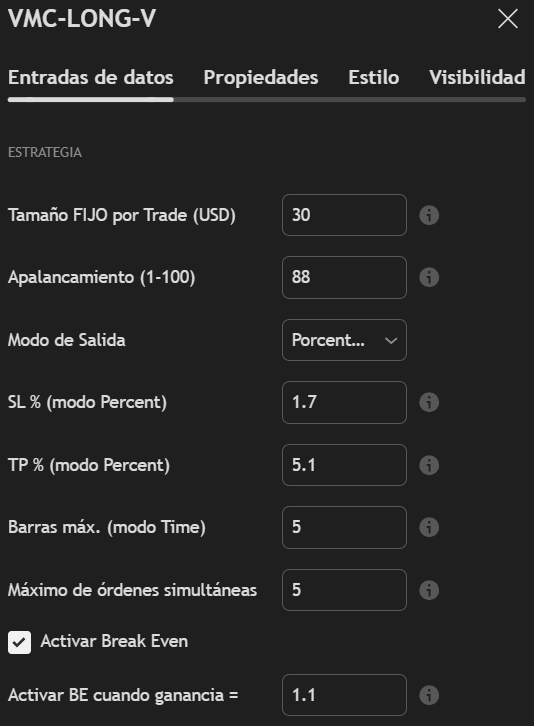 VMC-LONG-V
Entradas de datos Propiedades Estilo Visibilidad
ESTRATEGIA
Tamaño FIJO por Trade (USD) 30
Apalancamiento (1-100) 88
Modo de Salida Porcent...
SL % (modo Percent) 1.7
TP % (modo Percent) 5.1
Barras máx. (modo Time) 5
Máximo de órdenes simultáneas 5
Activar Break Even
Activar BE cuando ganancia = 1.1